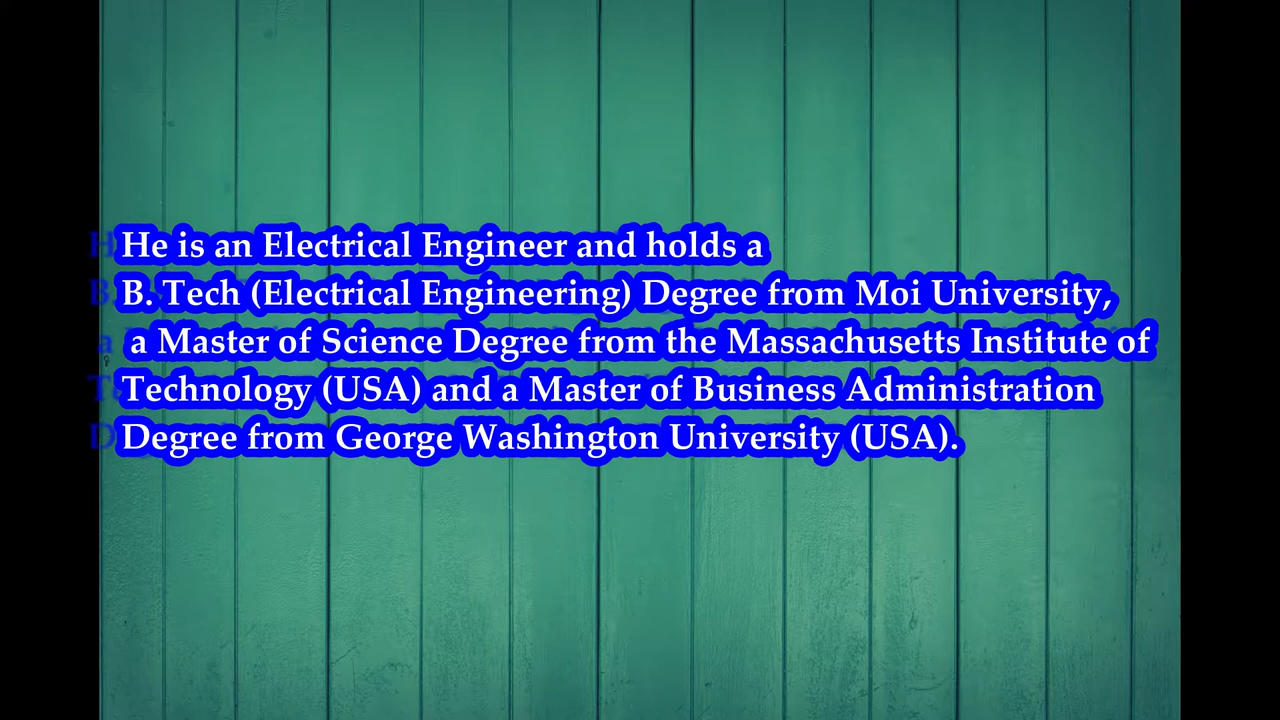 He is an Electrical Engineer and holds a
B. Tech (Electrical Engineering) Degree from Moi University,
a Master of Science Degree from the Massachusetts Institute of
Technology (USA) and a Master of Business Administration
Degree from George Washington University (USA).